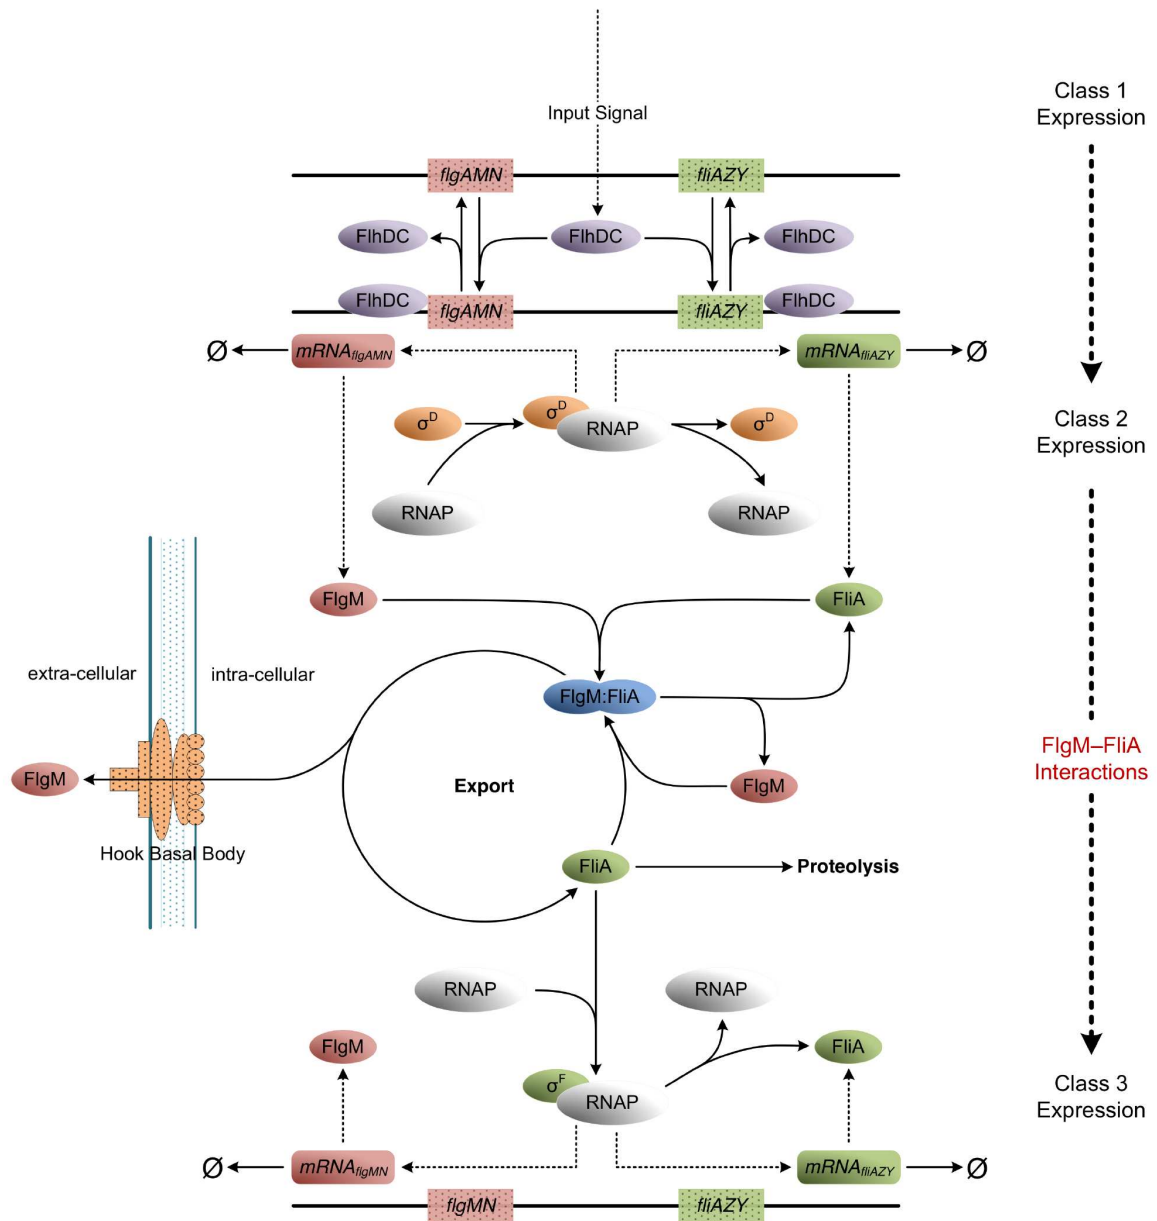 Class 1
Expression
Input Signal
flgAMN
fliAZY
FlhDC
FlhDC
FlhDC
FlhDC
flgAMN
fliAZY
FlhDC
Ø
mRNAflgAMN
mRNAfliAZY
Ø
Class 2
Expression
σD
σD
RNAP
σD
RNAP
RNAP
FlgM
FliA
extra-cellular
intra-cellular
FlgM:FliA
FlgM–FliA
Interactions
FlgM
Export
FlgM
Hook Basal Body
FliA
Proteolysis
RNAP
RNAP
FlgM
FliA
σF
RNAP
Class 3
Expression
Ø
mRNAflgMN
mRNAfliAZY
Ø
flgMN
fliAZY